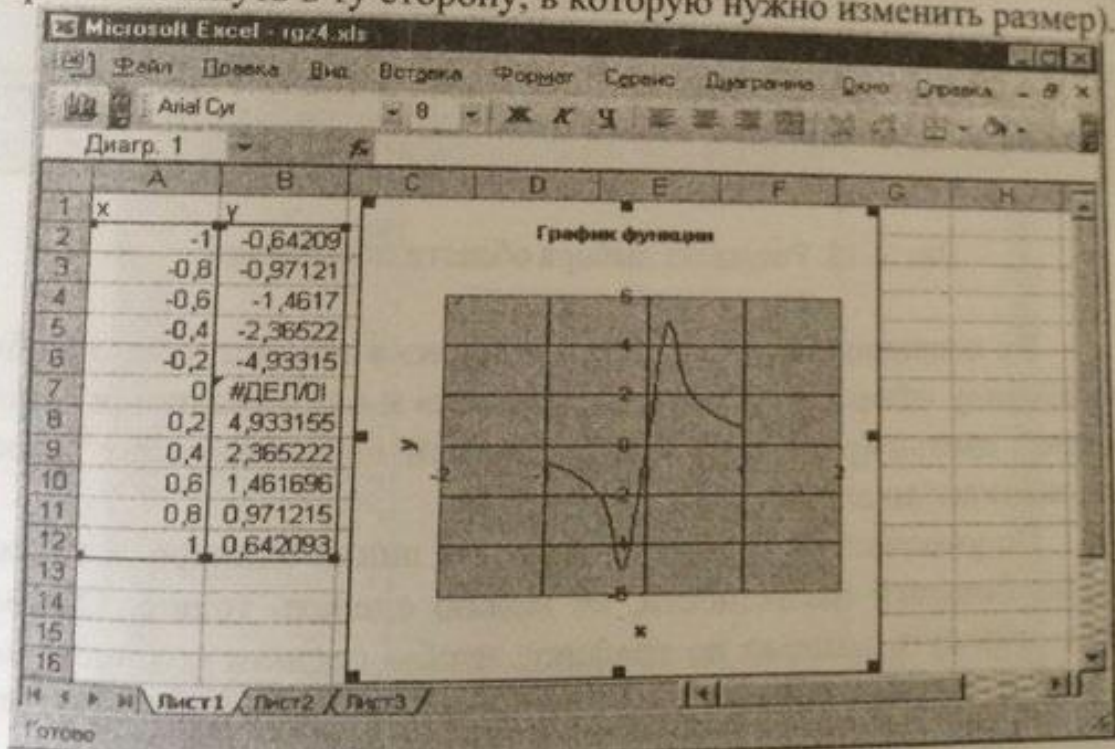 в ту сторону, в которую нужно изменить размер).
Microsoft Excel - rgz4.xls
Файл Правка Вид Вставка Формат Сервис Диаграмма Окно Справка
Arial Cyr 8 Ж К Ч
Диагр. 1 fx
A B C D E F G H
1 x y
2 -1 -0,64209
3 -0,8 -0,97121
4 -0,6 -1,4617
5 -0,4 -2,36522
6 -0,2 -4,93315
7 0 #ДЕЛ/0!
8 0,2 4,933155
9 0,4 2,365222
10 0,6 1,461696
11 0,8 0,971215
12 1 0,642093
13
14
15
16
График функции
6
4
2
0
-2 0 1 2
-2
-4
-6
y
x
Лист1 Лист2 Лист3
Готово